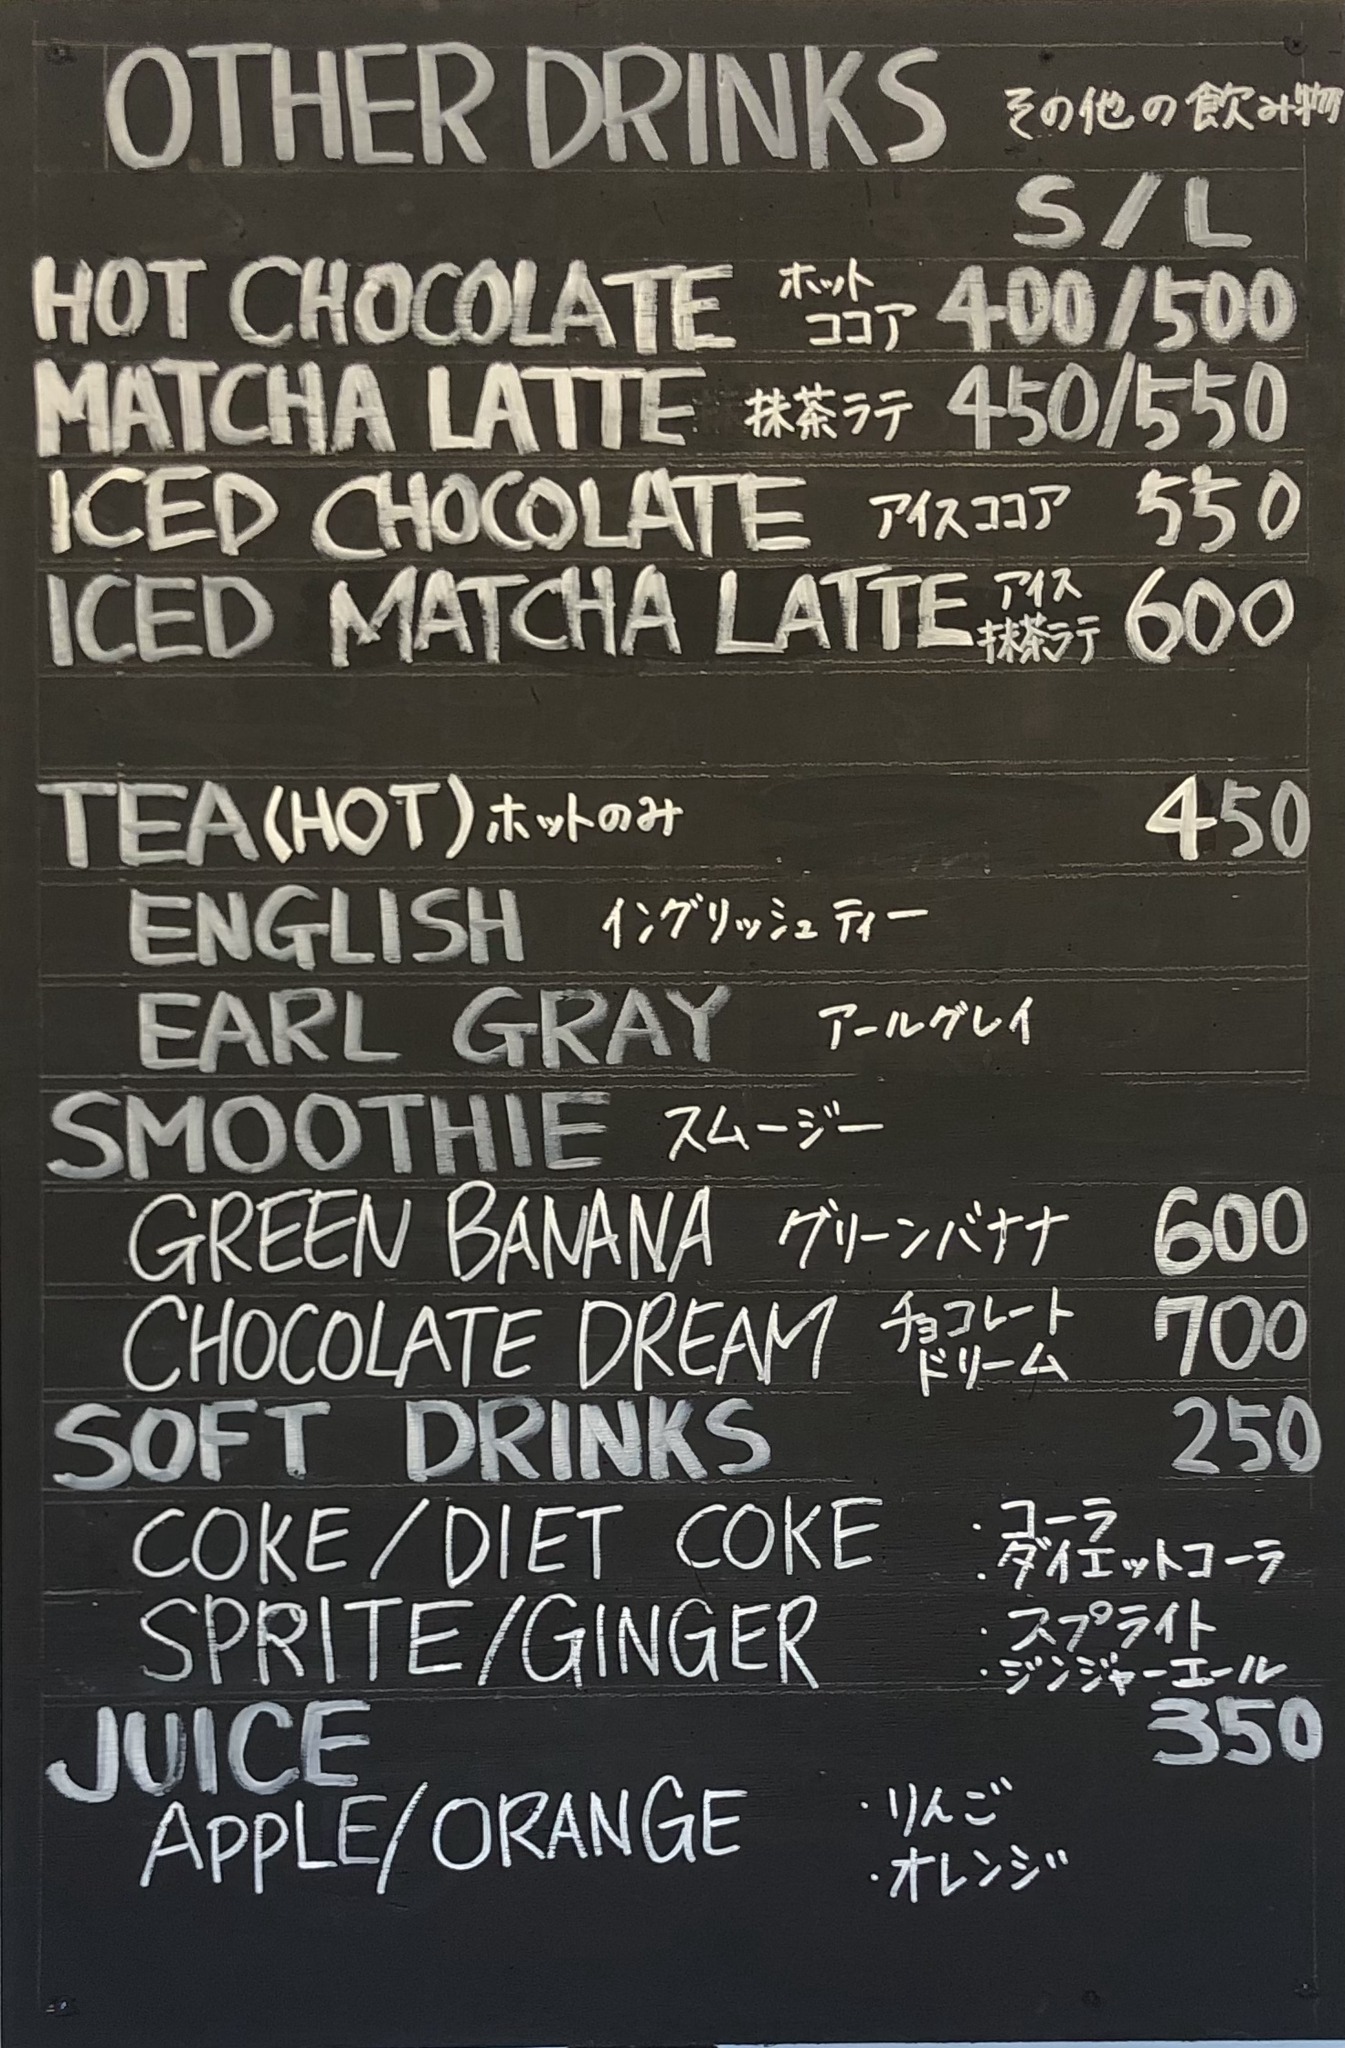 OTHER DRINKS その他の飲み物
S/L
HOT CHOCOLATE ホットココア 400/500
MATCHA LATTE 抹茶ラテ 450/550
ICED CHOCOLATE アイスココア 550
ICED MATCHA LATTE アイス抹茶ラテ 600
TEA(HOT) ホットのみ 450
ENGLISH イングリッシュティー
EARL GRAY アールグレイ
SMOOTHIE スムージー
GREEN BANANA グリーンバナナ 600
CHOCOLATE DREAM チョコレートドリーム 700
SOFT DRINKS 250
COKE/DIET COKE ・コーラ
・ダイエットコーラ
SPRITE/GINGER ・スプライト
・ジンジャーエール
JUICE 350
APPLE/ORANGE ・りんご
・オレンジ